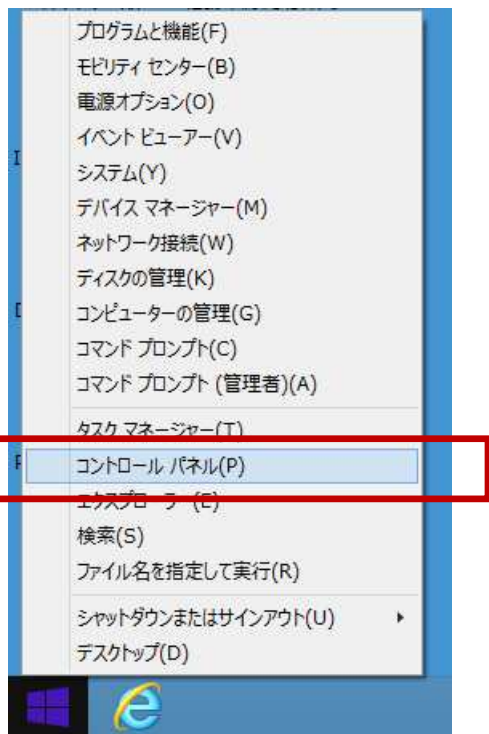 プログラムと機能(F)
モビリティ センター(B)
電源オプション(O)
イベント ビューアー(V)
システム(Y)
デバイス マネージャー(M)
ネットワーク接続(W)
ディスクの管理(K)
コンピューターの管理(G)
コマンド プロンプト(C)
コマンド プロンプト (管理者)(A)
タスク マネージャー(T)
コントロール パネル(P)
エクスプローラー(E)
検索(S)
ファイル名を指定して実行(R)
シャットダウンまたはサインアウト(U)
デスクトップ(D)